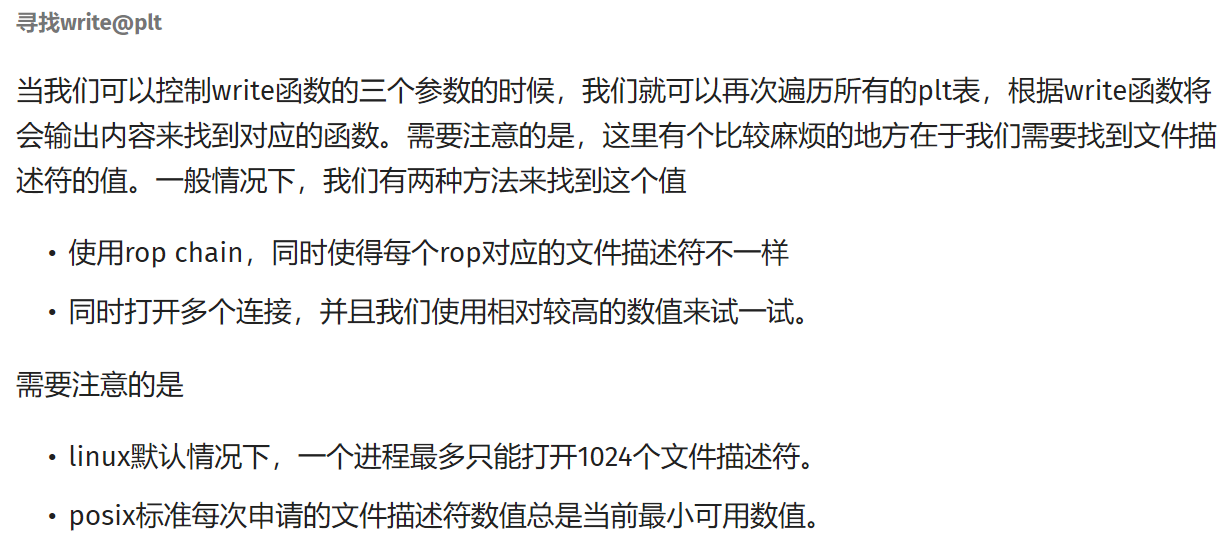 寻找write@plt
当我们可以控制write函数的三个参数的时候，我们就可以再次遍历所有的plt表，根据write函数将
会输出内容来找到对应的函数。需要注意的是，这里有个比较麻烦的地方在于我们需要找到文件描
述符的值。一般情况下，我们有两种方法来找到这个值
• 使用rop chain，同时使得每个rop对应的文件描述符不一样
• 同时打开多个连接，并且我们使用相对较高的数值来试一试。
需要注意的是
• linux默认情况下，一个进程最多只能打开1024个文件描述符。
• posix标准每次申请的文件描述符数值总是当前最小可用数值。